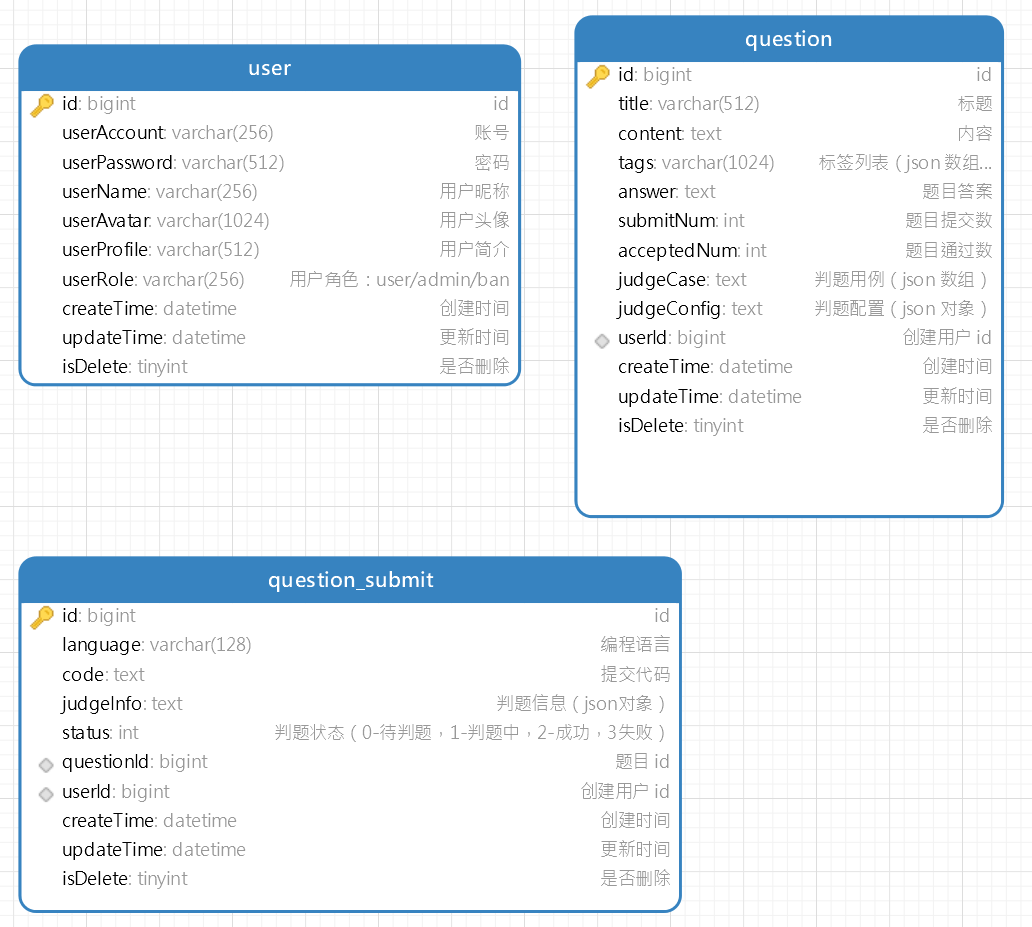 user
id: bigint id
userAccount: varchar(256) 账号
userPassword: varchar(512) 密码
userName: varchar(256) 用户昵称
userAvatar: varchar(1024) 用户头像
userProfile: varchar(512) 用户简介
userRole: varchar(256) 用户角色：user/admin/ban
createTime: datetime 创建时间
updateTime: datetime 更新时间
isDelete: tinyint 是否删除
question
id: bigint id
title: varchar(512) 标题
content: text 内容
tags: varchar(1024) 标签列表（json 数组...
answer: text 题目答案
submitNum: int 题目提交数
acceptedNum: int 题目通过数
judgeCase: text 判题用例（json 数组）
judgeConfig: text 判题配置（json 对象）
userId: bigint 创建用户 id
createTime: datetime 创建时间
updateTime: datetime 更新时间
isDelete: tinyint 是否删除
question_submit
id: bigint id
language: varchar(128) 编程语言
code: text 提交代码
judgeInfo: text 判题信息（json对象）
status: int 判题状态（0-待判题，1-判题中，2-成功，3失败）
questionId: bigint 题目 id
userId: bigint 创建用户 id
createTime: datetime 创建时间
updateTime: datetime 更新时间
isDelete: tinyint 是否删除